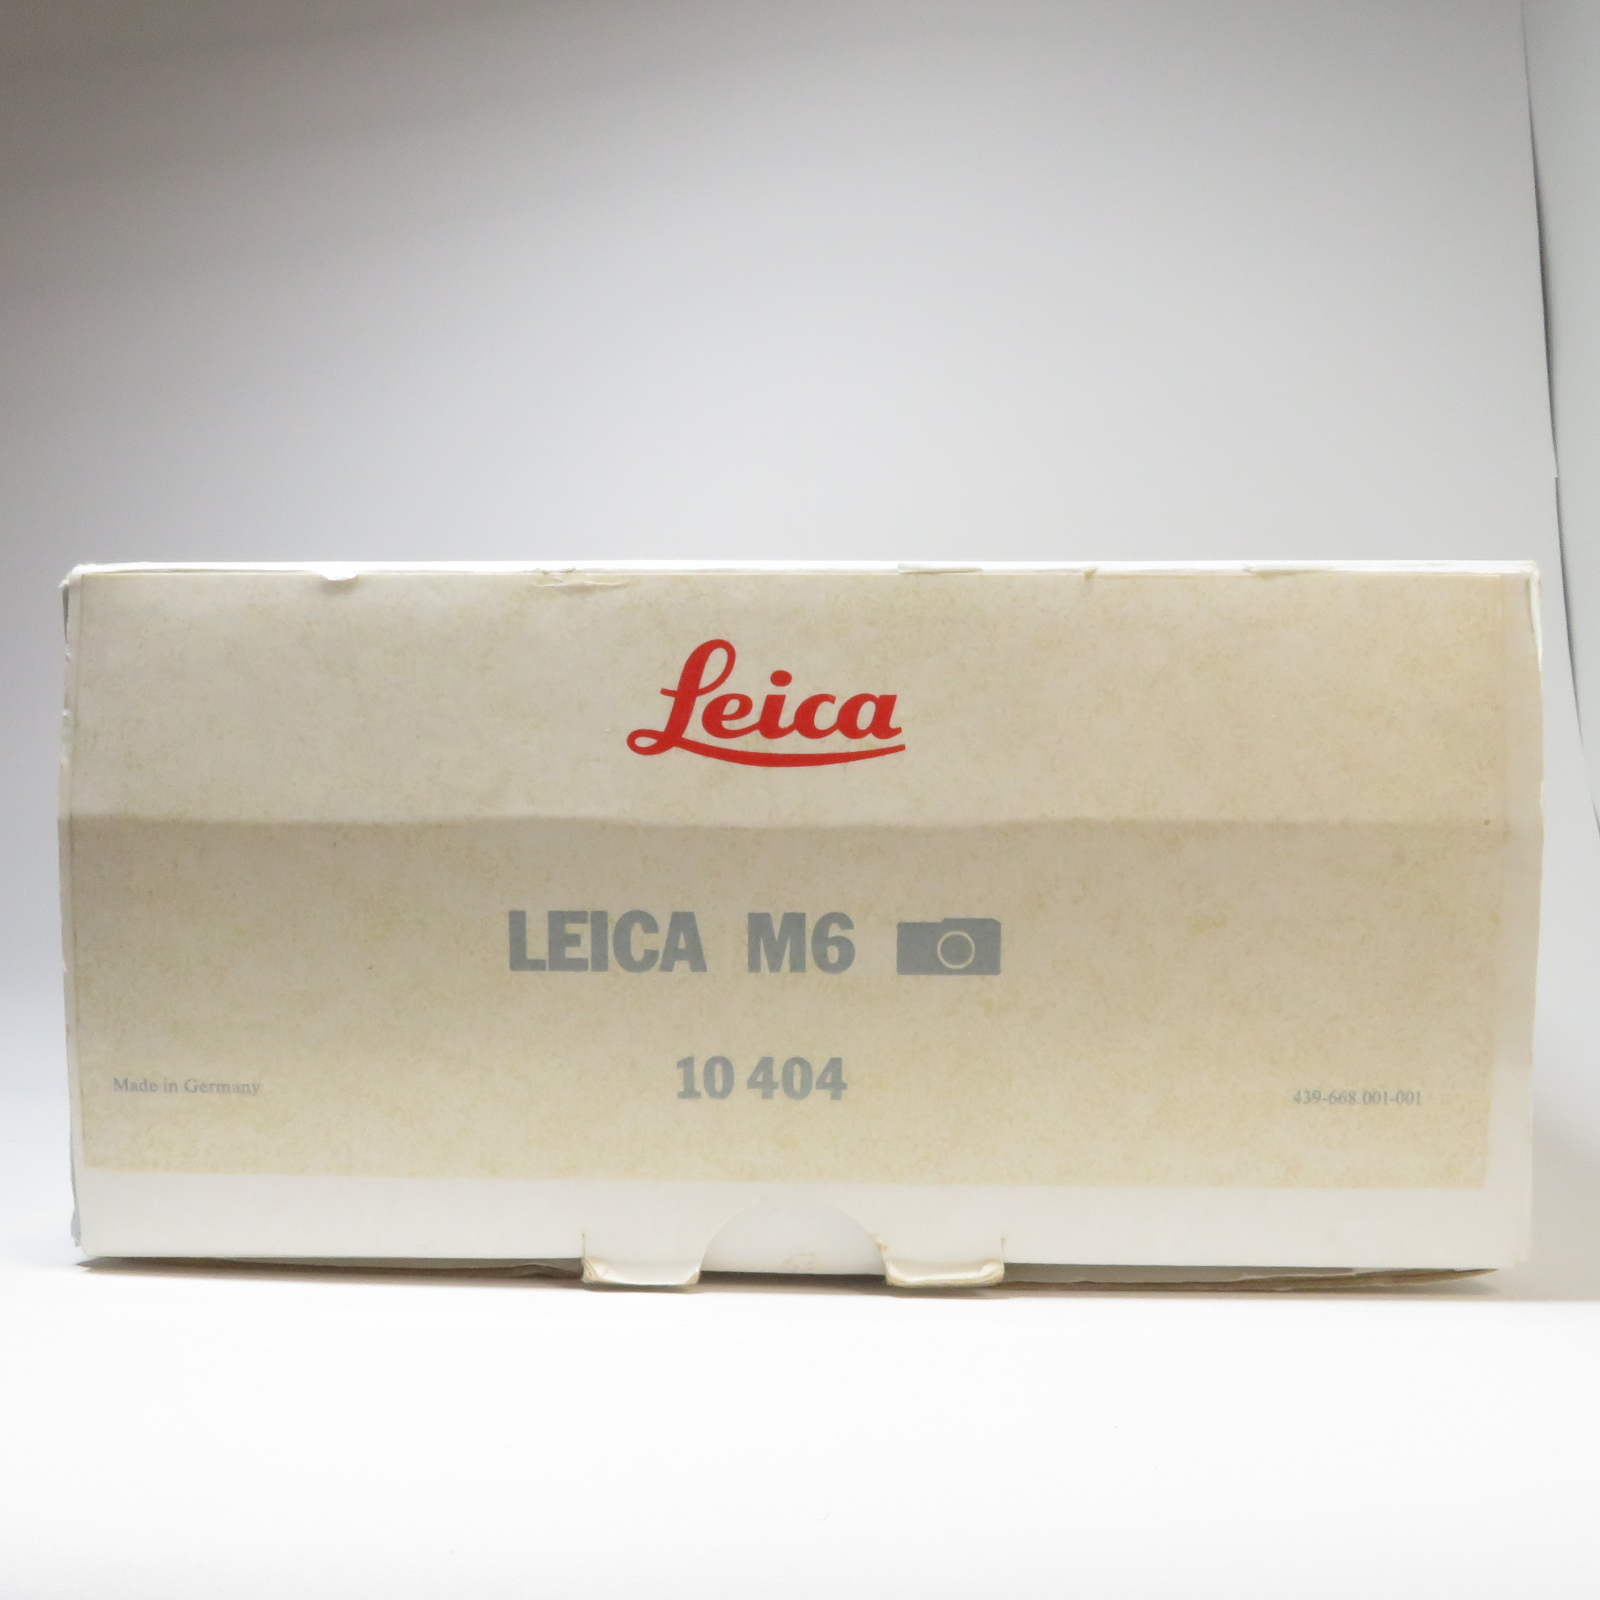 Leica
LEICA M6
10 404
Made in Germany
439-668.001-001